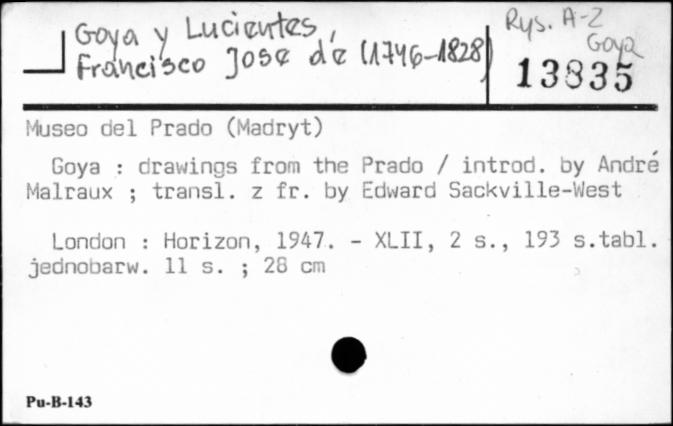 Goya y Lucientes,
Francisco José de (1746-1828)
Rys. A-Z
Goya
13835
Museo del Prado (Madryt)
Goya : drawings from the Prado / introd. by André
Malraux ; transl. z fr. by Edward Sackville-West
London : Horizon, 1947. - XLII, 2 s., 193 s.tabl.
jednobarw. 11 s. ; 28 cm
Pu-B-143